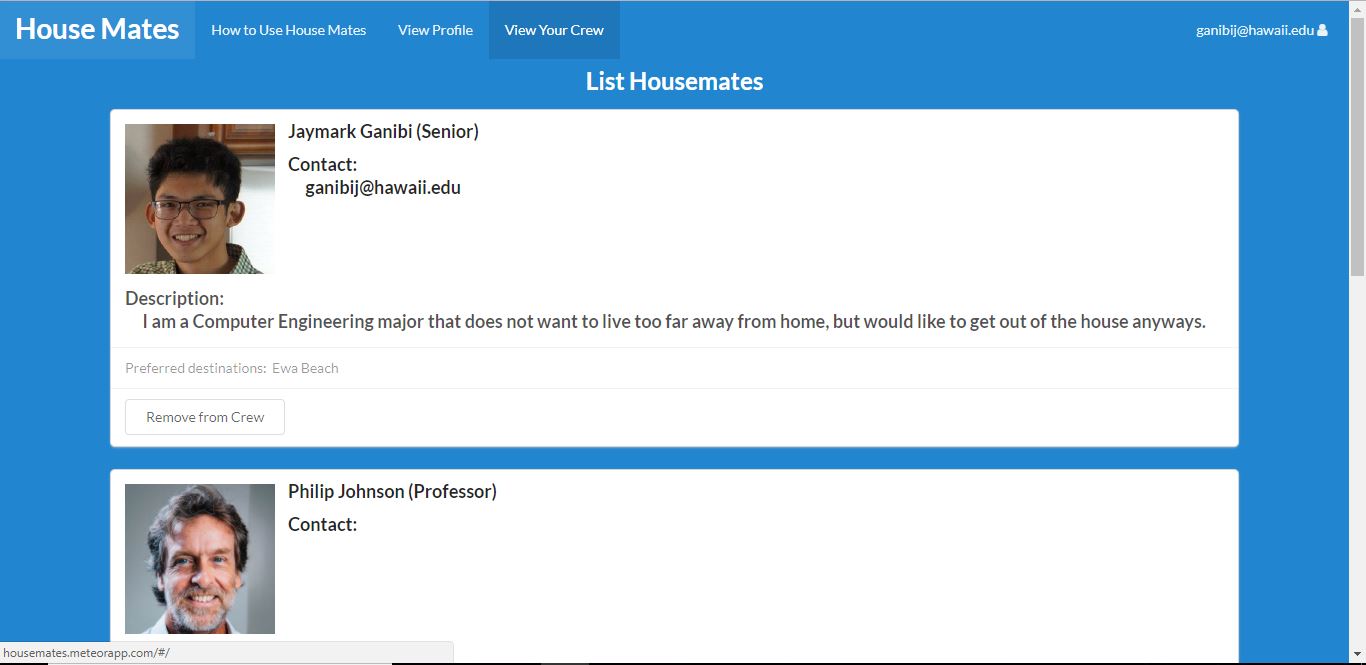 House Mates How to Use House Mates View Profile View Your Crew ganibij@hawaii.edu
List Housemates
Jaymark Ganibi (Senior)
Contact:
ganibij@hawaii.edu
Description:
I am a Computer Engineering major that does not want to live too far away from home, but would like to get out of the house anyways.
Preferred destinations: Ewa Beach
Remove from Crew
Philip Johnson (Professor)
Contact:
housemates.meteorapp.com/#/